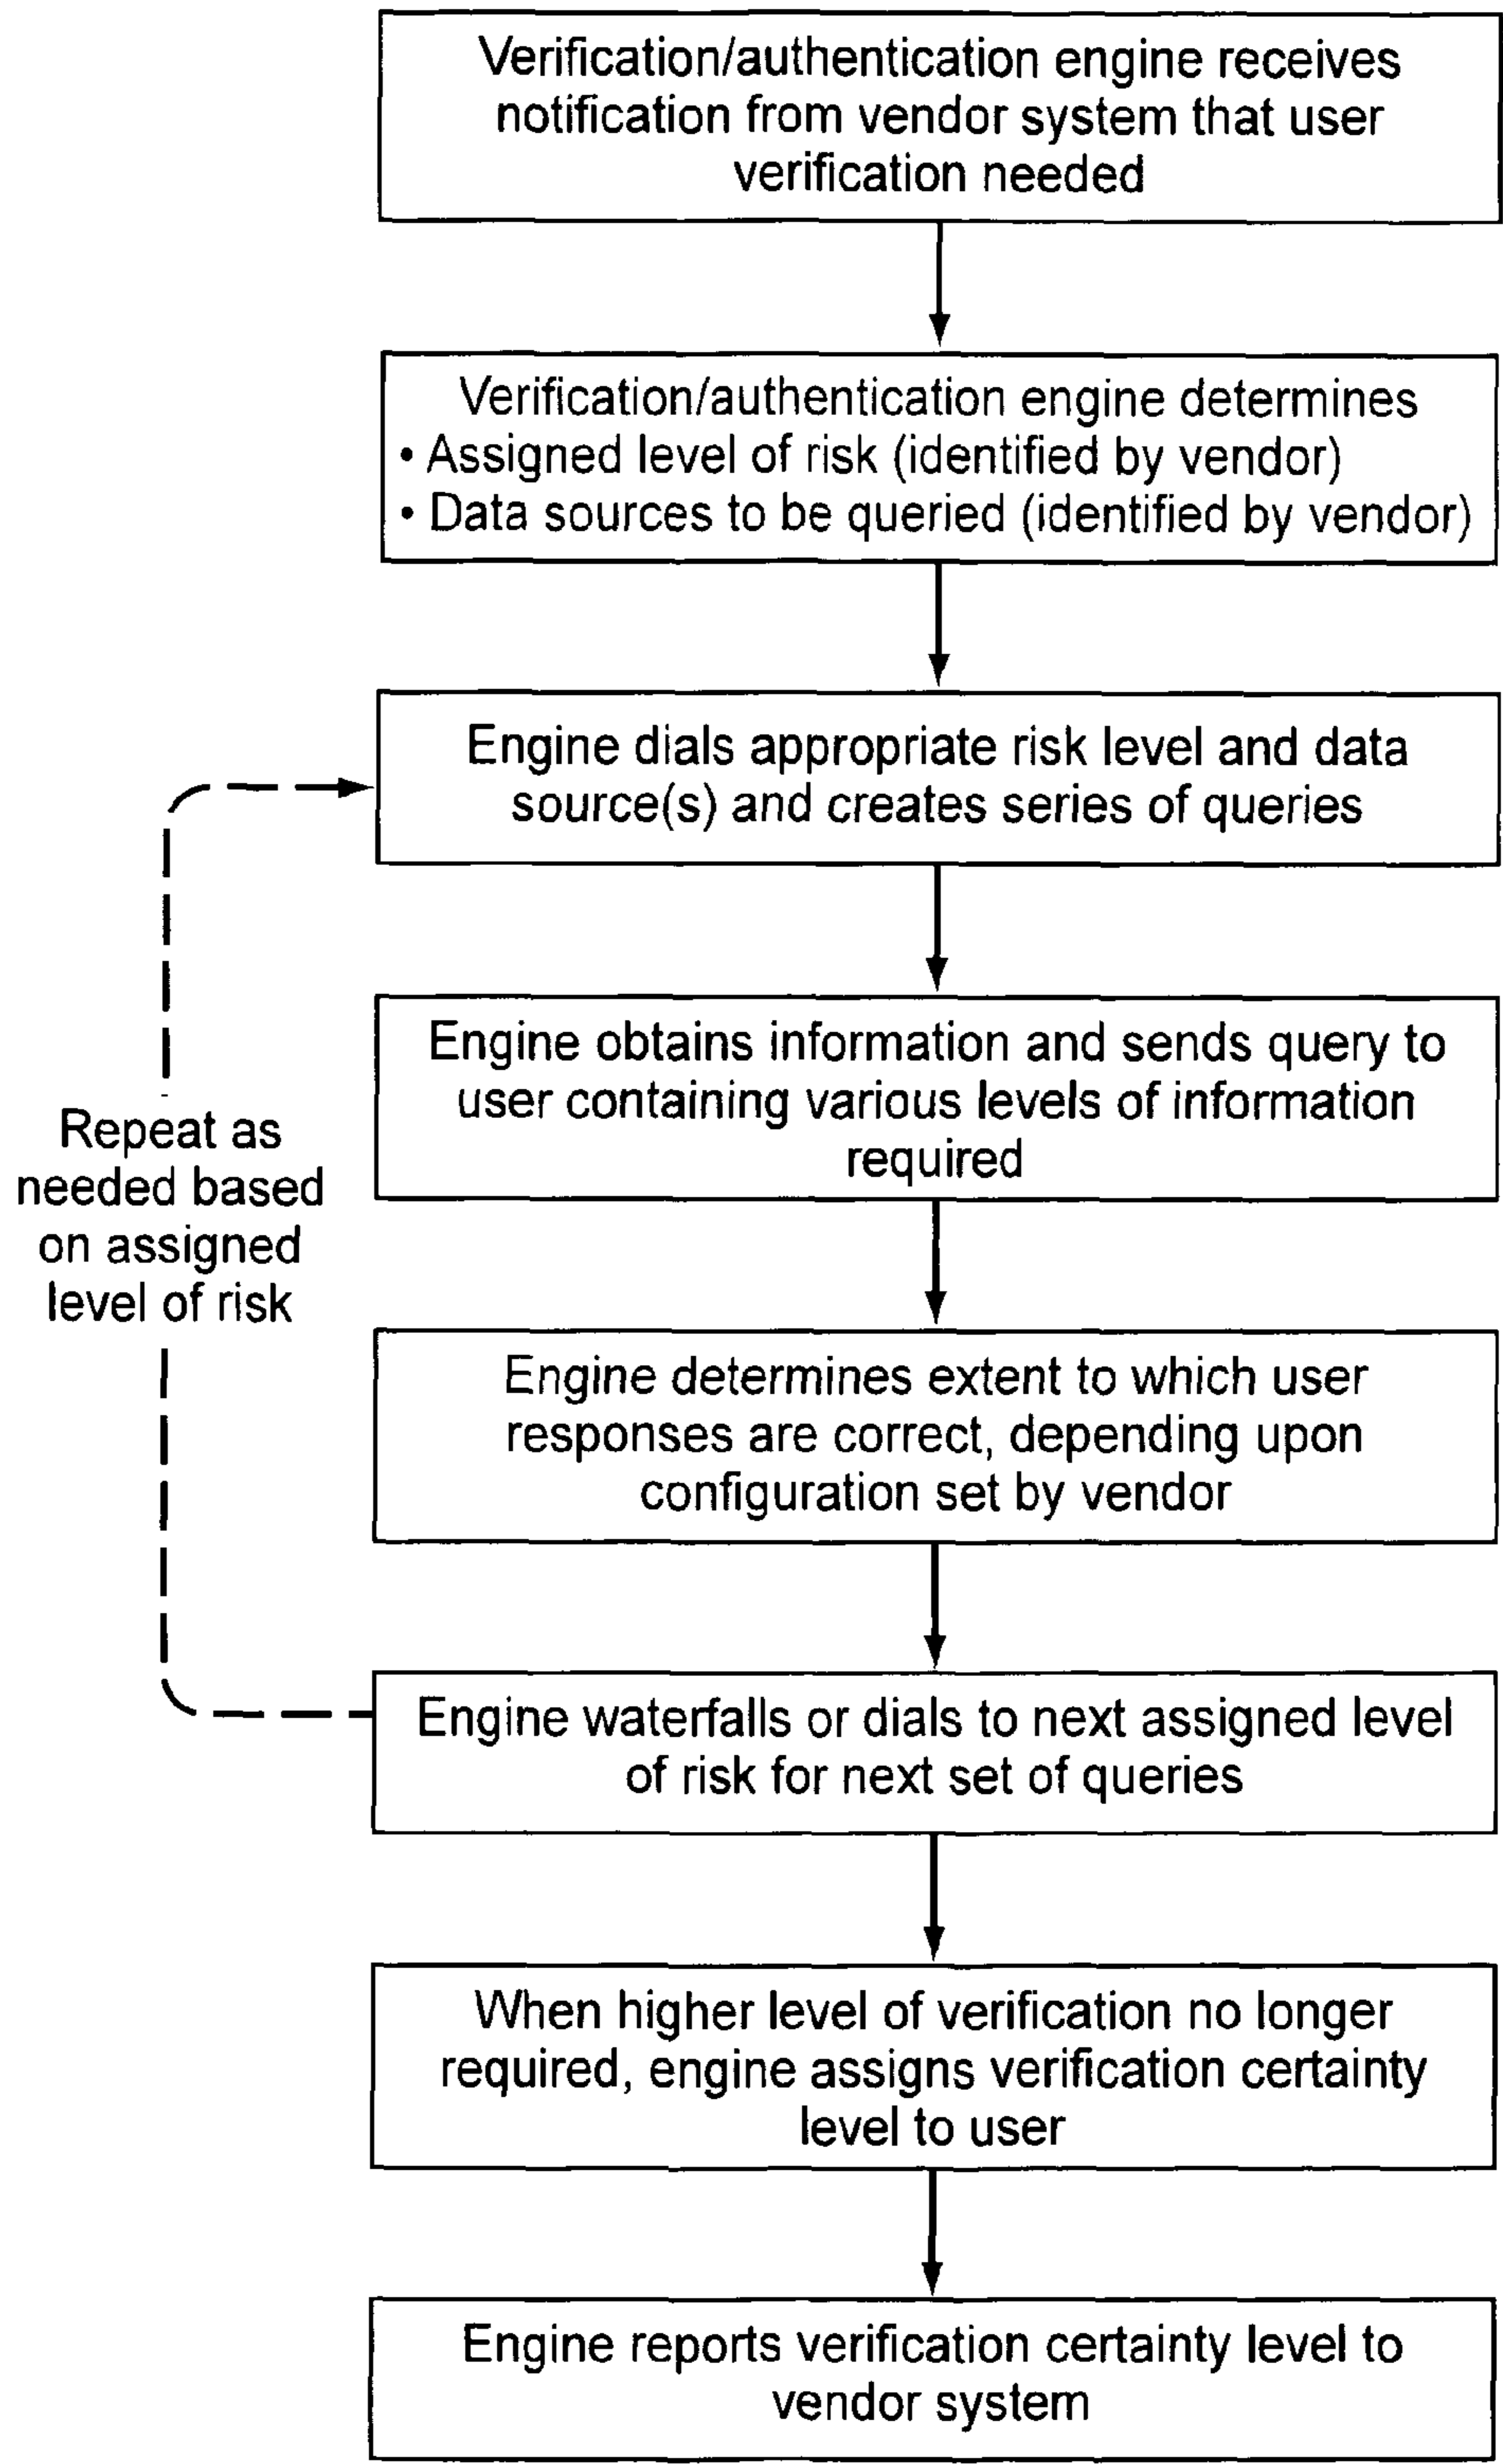 Verification/authentication engine receives
notification from vendor system that user
verification needed
Verification/authentication engine determines
• Assigned level of risk (identified by vendor)
• Data sources to be queried (identified by vendor)
Engine dials appropriate risk level and data
source(s) and creates series of queries
Engine obtains information and sends query to
user containing various levels of information
required
Repeat as
needed based
on assigned
level of risk
Engine determines extent to which user
responses are correct, depending upon
configuration set by vendor
Engine waterfalls or dials to next assigned level
of risk for next set of queries
When higher level of verification no longer
required, engine assigns verification certainty
level to user
Engine reports verification certainty level to
vendor system